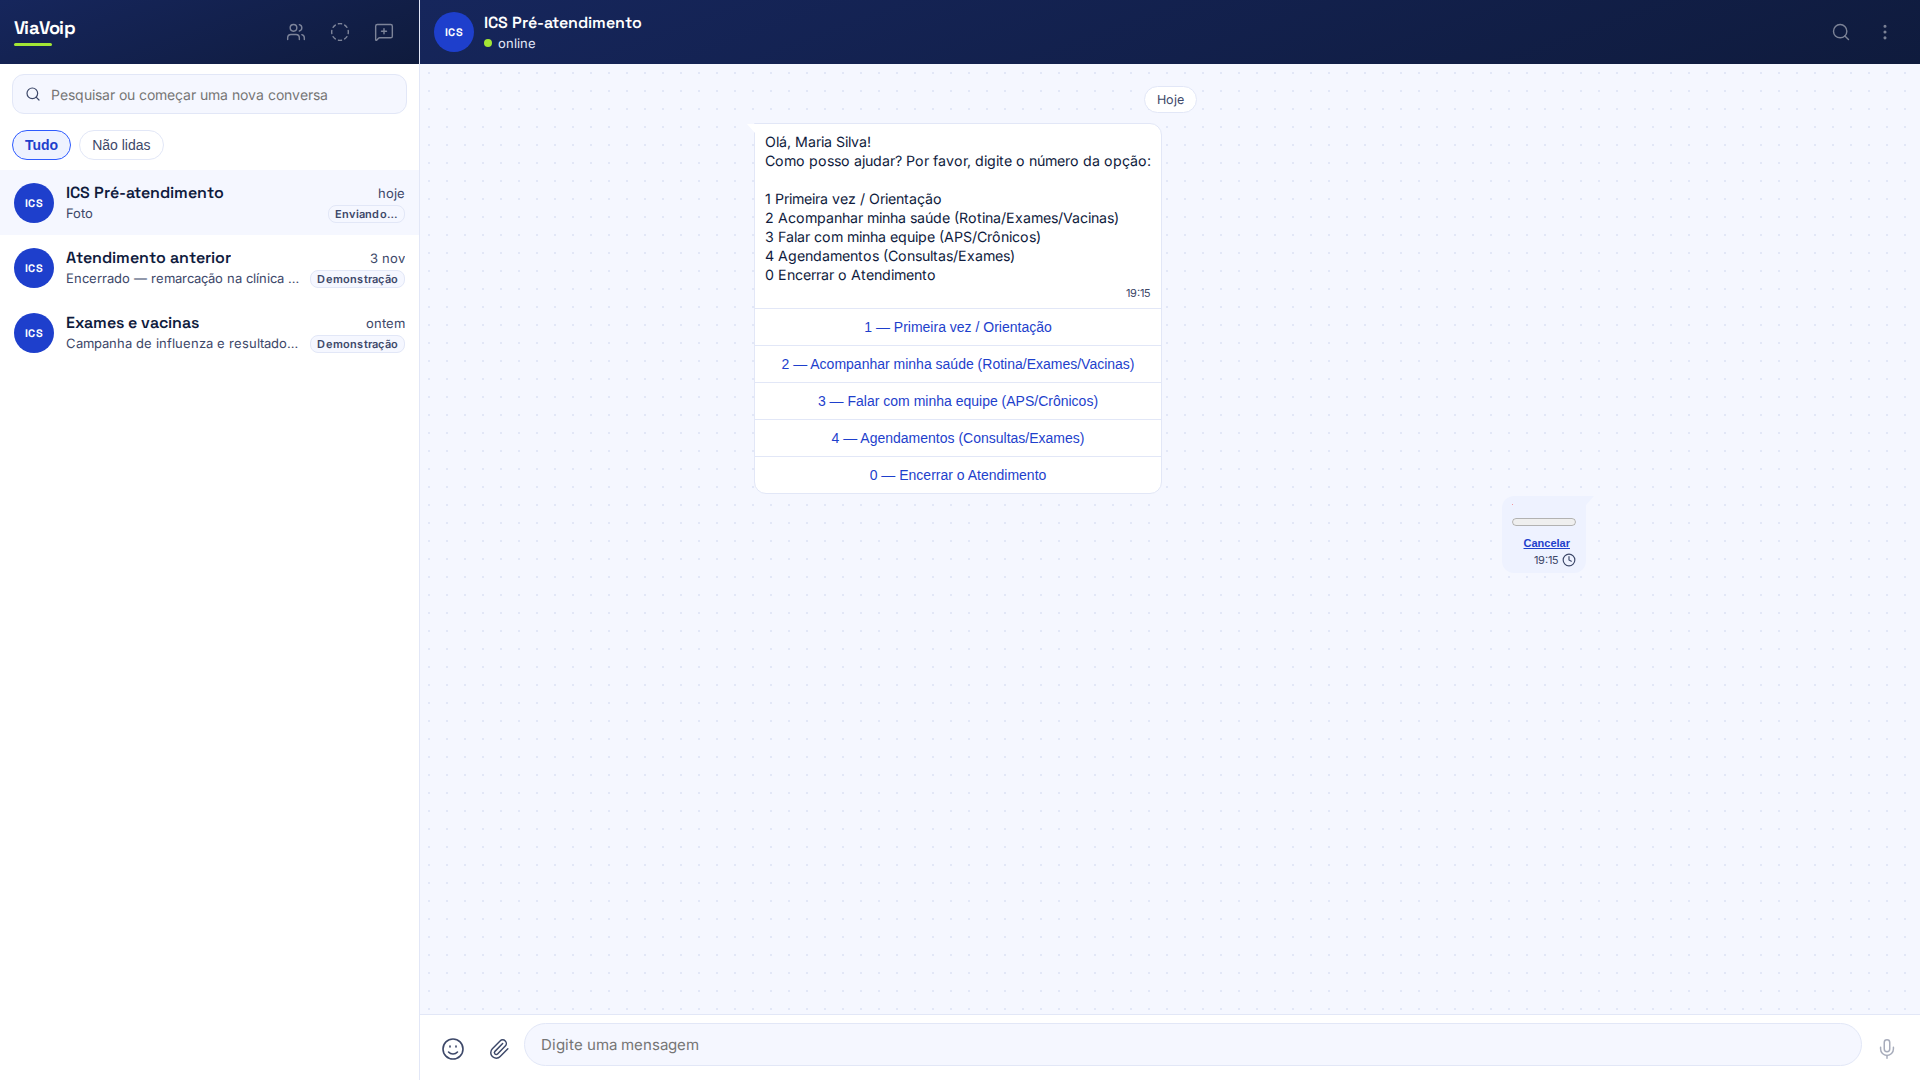 ViaVoip
Pesquisar ou começar uma nova conversa
Tudo
Não lidas
ICS
ICS Pré-atendimento
hoje
Foto
Enviando…
ICS
Atendimento anterior
3 nov
Encerrado — remarcação na clínica ...
Demonstração
ICS
Exames e vacinas
ontem
Campanha de influenza e resultado...
Demonstração
ICS
ICS Pré-atendimento
online
Hoje
Olá, Maria Silva!
Como posso ajudar? Por favor, digite o número da opção:
1 Primeira vez / Orientação
2 Acompanhar minha saúde (Rotina/Exames/Vacinas)
3 Falar com minha equipe (APS/Crônicos)
4 Agendamentos (Consultas/Exames)
0 Encerrar o Atendimento
19:15
1 — Primeira vez / Orientação
2 — Acompanhar minha saúde (Rotina/Exames/Vacinas)
3 — Falar com minha equipe (APS/Crônicos)
4 — Agendamentos (Consultas/Exames)
0 — Encerrar o Atendimento
Cancelar
19:15
Digite uma mensagem